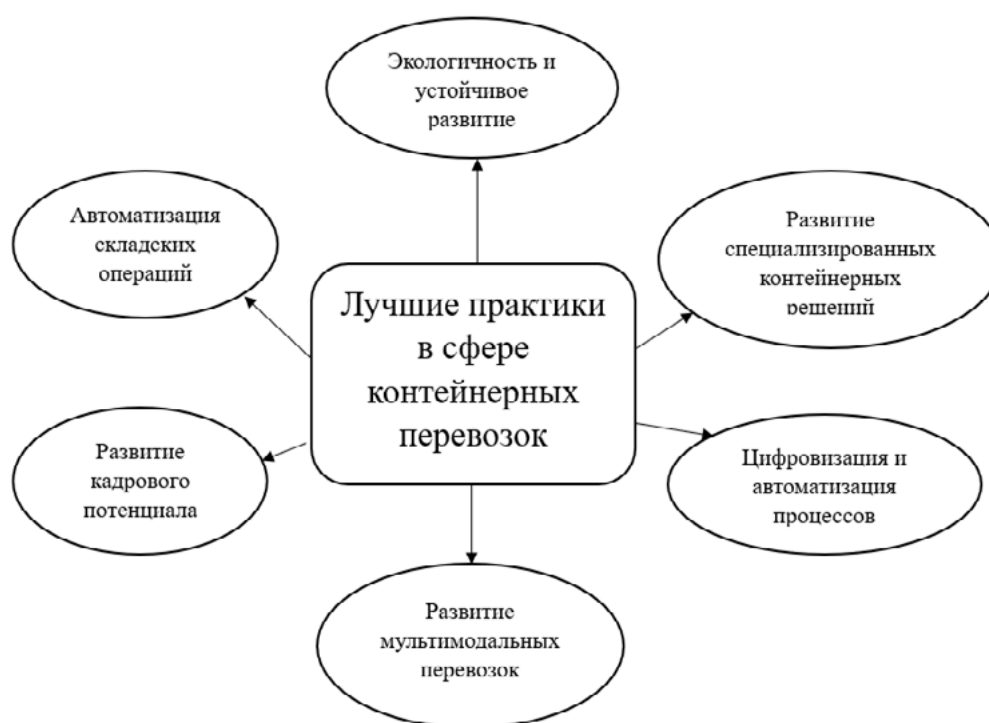 Экологичность и
устойчивое
развитие
Автоматизация
складских
операций
Развитие
специализированных
контейнерных
решений
Лучшие практики
в сфере
контейнерных
перевозок
Развитие
кадрового
потенциала
Цифровизация и
автоматизация
процессов
Развитие
мультимодальных
перевозок